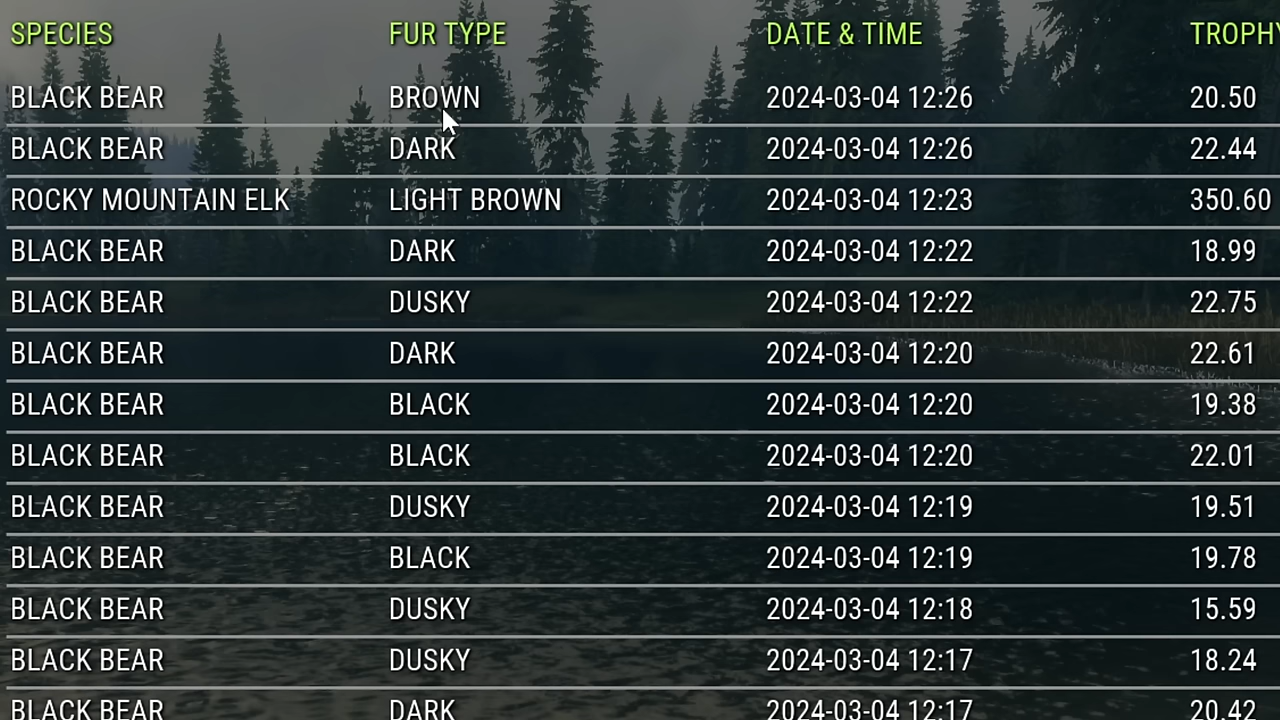 SPECIES FUR TYPE DATE & TIME TROPHY
BLACK BEAR BROWN 2024-03-04 12:26 20.50
BLACK BEAR DARK 2024-03-04 12:26 22.44
ROCKY MOUNTAIN ELK LIGHT BROWN 2024-03-04 12:23 350.60
BLACK BEAR DARK 2024-03-04 12:22 18.99
BLACK BEAR DUSKY 2024-03-04 12:22 22.75
BLACK BEAR DARK 2024-03-04 12:20 22.61
BLACK BEAR BLACK 2024-03-04 12:20 19.38
BLACK BEAR BLACK 2024-03-04 12:20 22.01
BLACK BEAR DUSKY 2024-03-04 12:19 19.51
BLACK BEAR BLACK 2024-03-04 12:19 19.78
BLACK BEAR DUSKY 2024-03-04 12:18 15.59
BLACK BEAR DUSKY 2024-03-04 12:17 18.24
BLACK BEAR DARK 2024-03-04 12:17 20.42